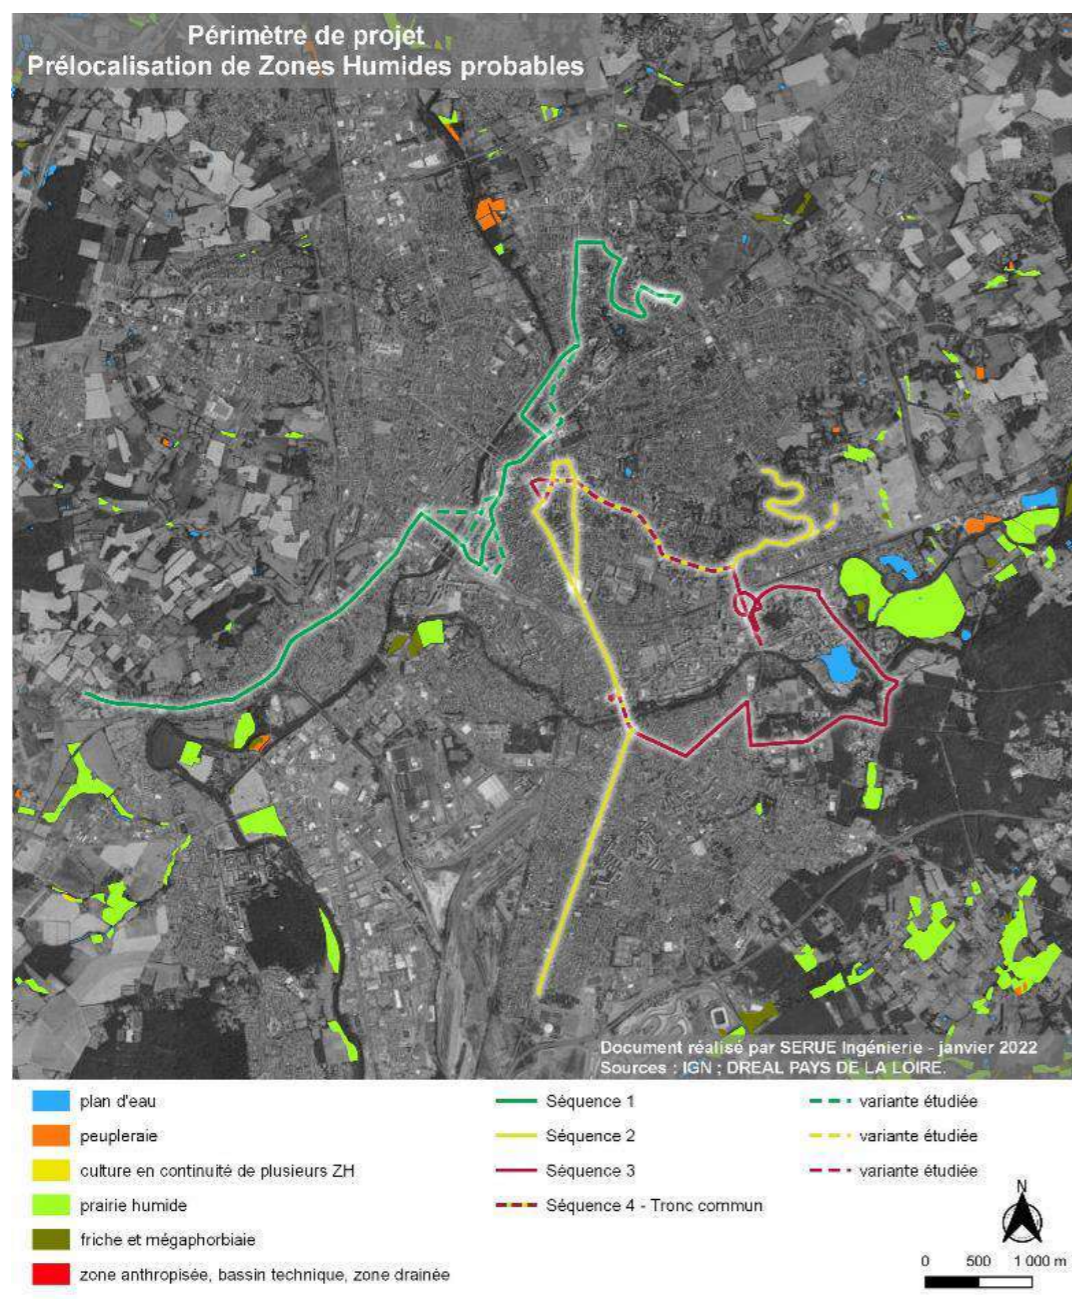 Périmètre de projet
Prélocalisation de Zones Humides probables
Document réalisé par SERUE Ingénierie - janvier 2022
Sources : IGN ; DREAL PAYS DE LA LOIRE.
plan d'eau
peupleraie
culture en continuité de plusieurs ZH
prairie humide
friche et mégaphorbiaie
zone anthropisée, bassin technique, zone drainée
Séquence 1
Séquence 2
Séquence 3
Séquence 4 - Tronc commun
variante étudiée
variante étudiée
variante étudiée
N
0 500 1 000 m